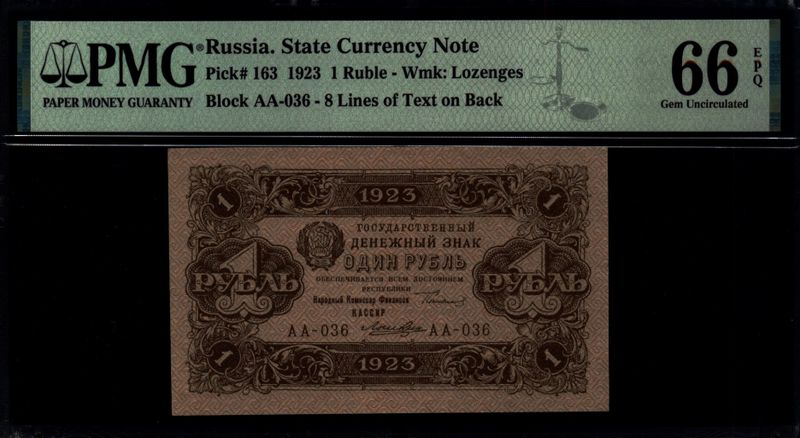 PMG®
PAPER MONEY GUARANTY
Russia. State Currency Note
Pick# 163 1923 1 Ruble - Wmk: Lozenges
Block AA-036 - 8 Lines of Text on Back
66 EPQ
Gem Uncirculated
1 1923 1
ГОСУДАРСТВЕННЫЙ
ДЕНЕЖНЫЙ ЗНАК
ОДИН РУБЛЬ
1 РУБЛЬ
1 РУБЛЬ
ОБЕСПЕЧИВАЕТСЯ ВСЕМ ДОСТОЯНИЕМ
РЕСПУБЛИКИ
Народный Комиссар Финансов
КАССИР
АА-036 АА-036
1 1923 1